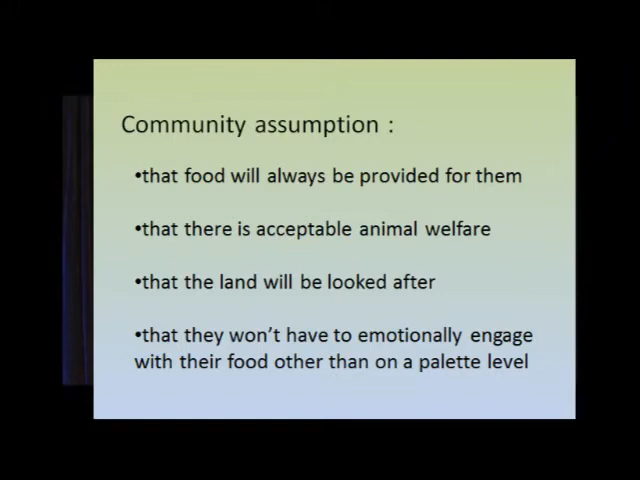 Community assumption :
•that food will always be provided for them
•that there is acceptable animal welfare
•that the land will be looked after
•that they won't have to emotionally engage
with their food other than on a palette level